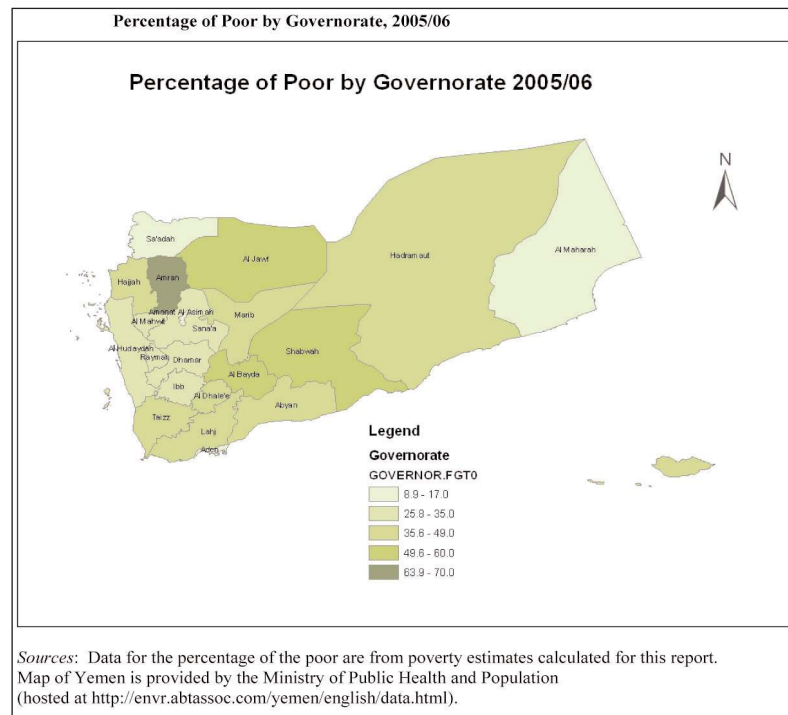 Percentage of Poor by Governorate, 2005/06
Percentage of Poor by Governorate 2005/06
N
Sa'adah
Al Jawf
Hadramaut
Al Maharah
Hajjah
Amran
Amanat Al Asimah
Al Mahwit
Marib
Sana'a
Al Hudaydah
Raymah
Dhamar
Shabwah
Al Bayda
Ibb
Al Dhale'e
Abyan
Taizz
Lahj
Aden
Legend
Governorate
GOVERNOR.FGT0
8.9 - 17.0
25.8 - 35.0
35.6 - 49.0
49.6 - 60.0
63.9 - 70.0
Sources: Data for the percentage of the poor are from poverty estimates calculated for this report.
Map of Yemen is provided by the Ministry of Public Health and Population
(hosted at http://envr.abtassoc.com/yemen/english/data.html).